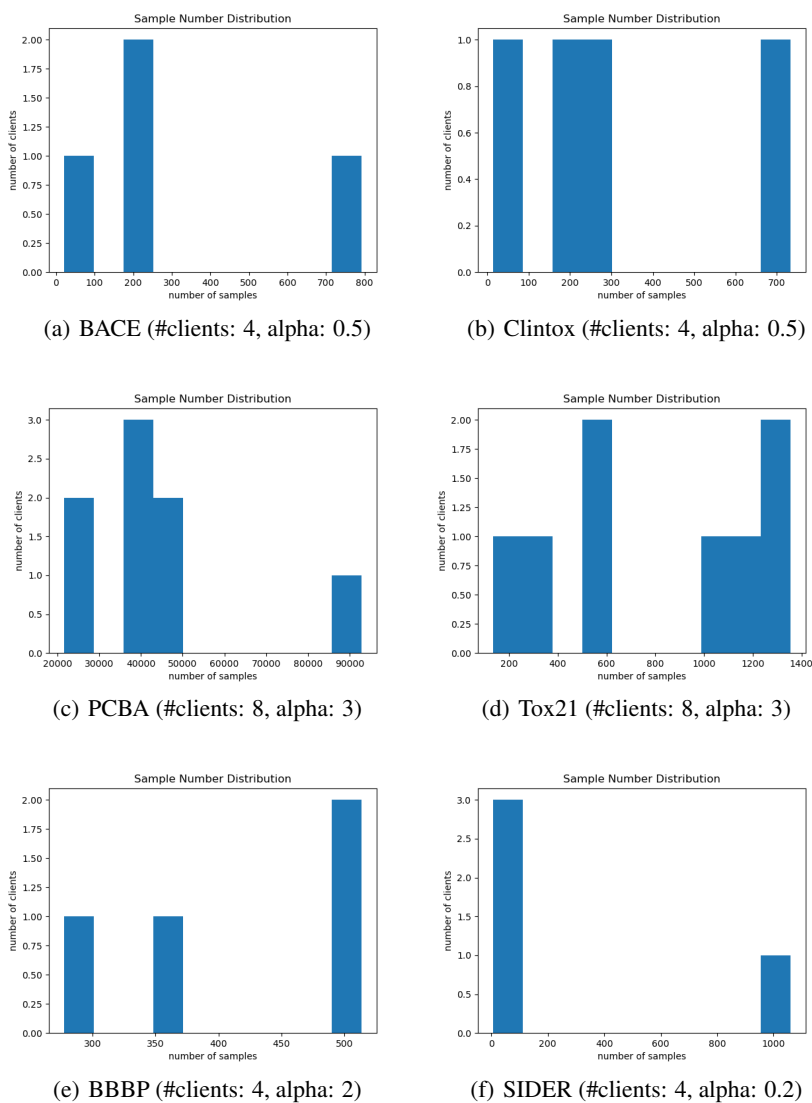 Sample Number Distribution
2.00
1.75
1.50
1.25
1.00
0.75
0.50
0.25
0.00
number of clients
0 100 200 300 400 500 600 700 800
number of samples
(a) BACE (#clients: 4, alpha: 0.5)
Sample Number Distribution
1.0
0.8
0.6
0.4
0.2
0.0
number of clients
0 100 200 300 400 500 600 700
number of samples
(b) Clintox (#clients: 4, alpha: 0.5)
Sample Number Distribution
3.0
2.5
2.0
1.5
1.0
0.5
0.0
number of clients
20000 30000 40000 50000 60000 70000 80000 90000
number of samples
(c) PCBA (#clients: 8, alpha: 3)
Sample Number Distribution
2.00
1.75
1.50
1.25
1.00
0.75
0.50
0.25
0.00
number of clients
200 400 600 800 1000 1200 1400
number of samples
(d) Tox21 (#clients: 8, alpha: 3)
Sample Number Distribution
2.00
1.75
1.50
1.25
1.00
0.75
0.50
0.25
0.00
number of clients
300 350 400 450 500
number of samples
(e) BBBP (#clients: 4, alpha: 2)
Sample Number Distribution
3.0
2.5
2.0
1.5
1.0
0.5
0.0
number of clients
0 200 400 600 800 1000
number of samples
(f) SIDER (#clients: 4, alpha: 0.2)